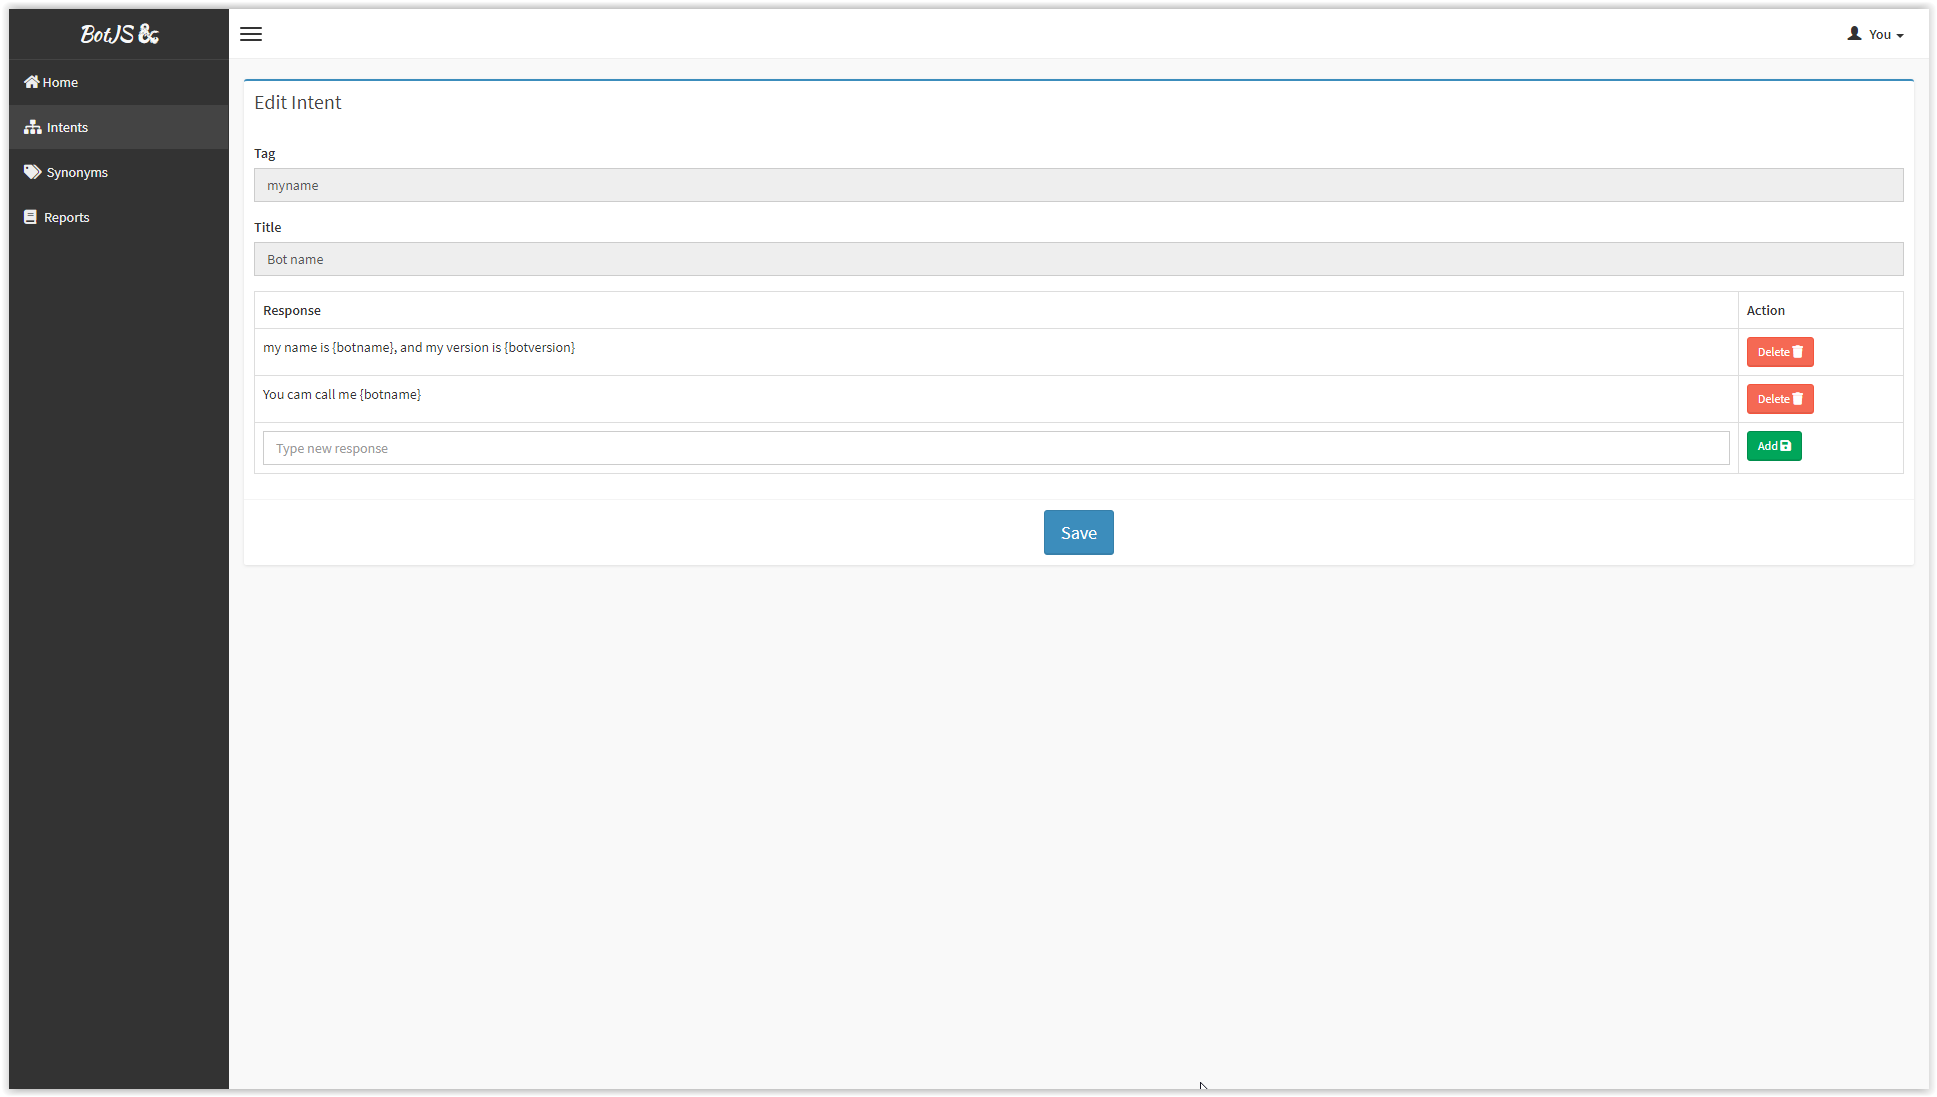 BotJS
You
Home
Intents
Synonyms
Reports
Edit Intent
Tag
myname
Title
Bot name
Response Action
my name is {botname}, and my version is {botversion} Delete
You cam call me {botname} Delete
Type new response Add
Save